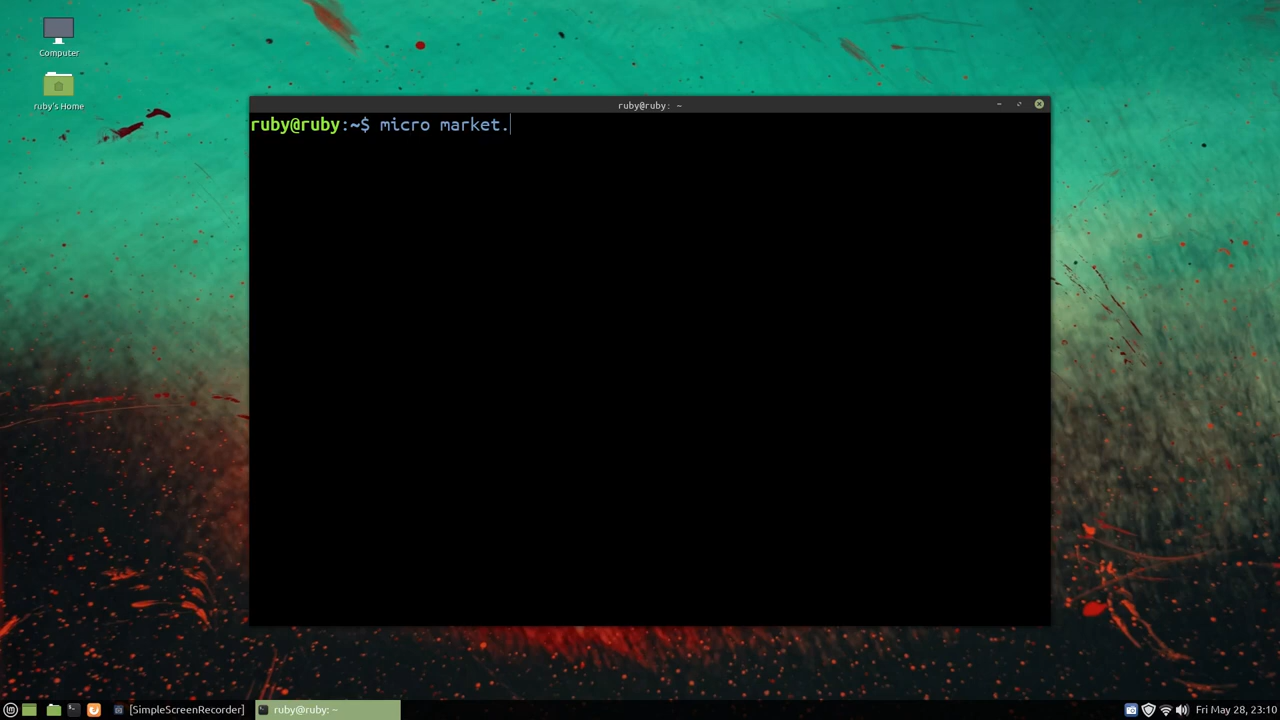 Computer
ruby's Home
ruby@ruby: ~
ruby@ruby:~$ micro market.
[SimpleScreenRecorder]
ruby@ruby: ~
Fri May 28, 23:10